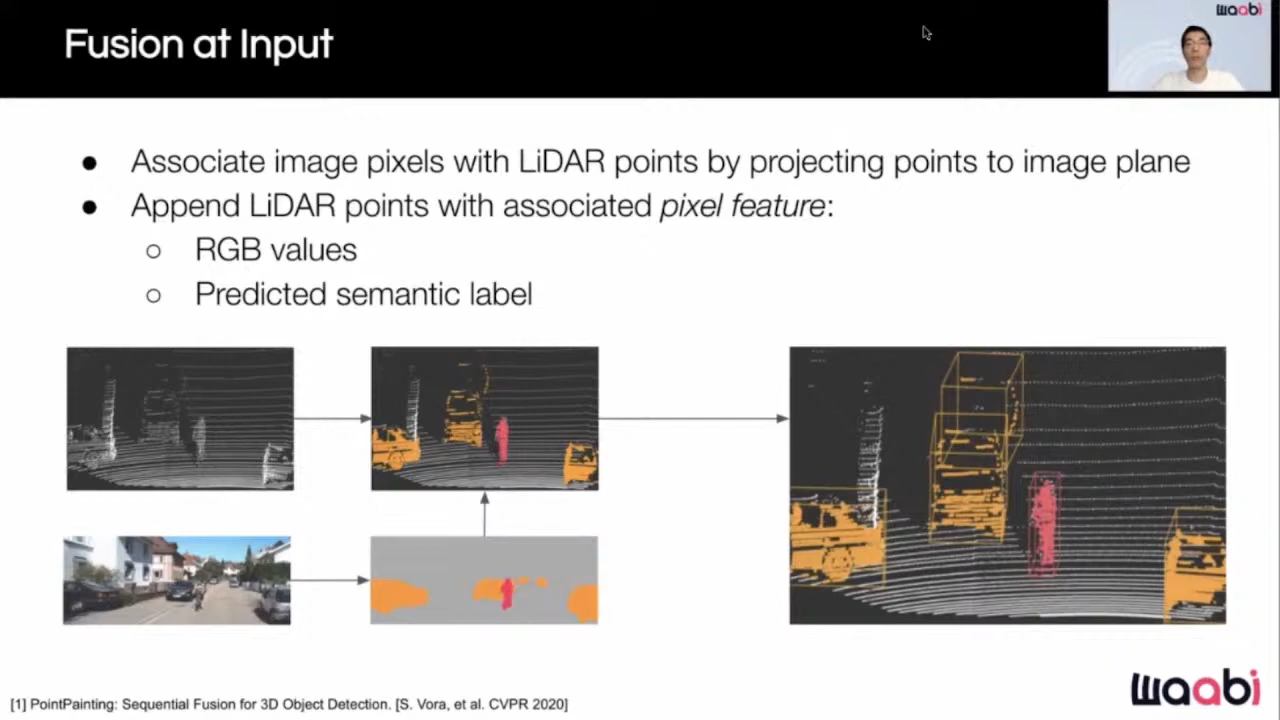 waabi
Fusion at Input
● Associate image pixels with LiDAR points by projecting points to image plane
● Append LiDAR points with associated pixel feature:
○ RGB values
○ Predicted semantic label
waabi
[1] PointPainting: Sequential Fusion for 3D Object Detection. [S. Vora, et al. CVPR 2020]